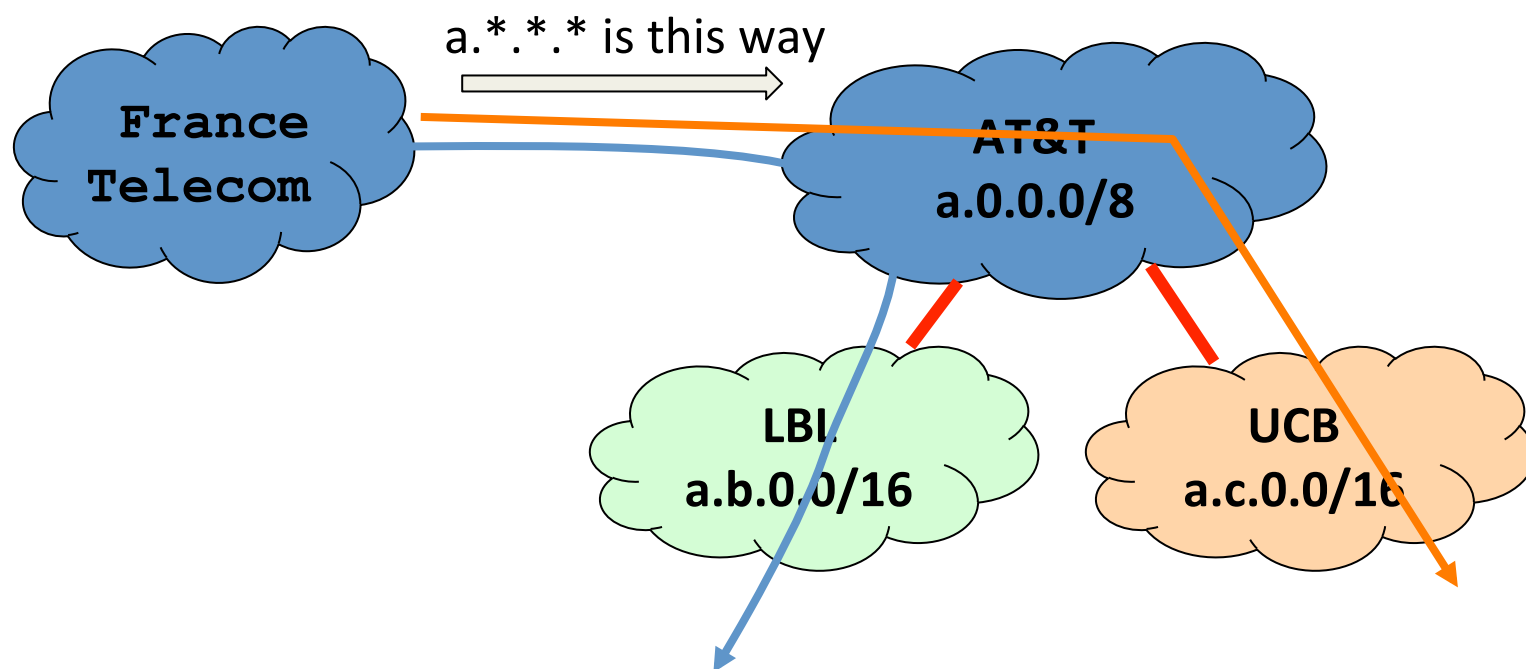 a.*.*.* is this way
France
Telecom
AT&T
a.0.0.0/8
LBL
a.b.0.0/16
UCB
a.c.0.0/16